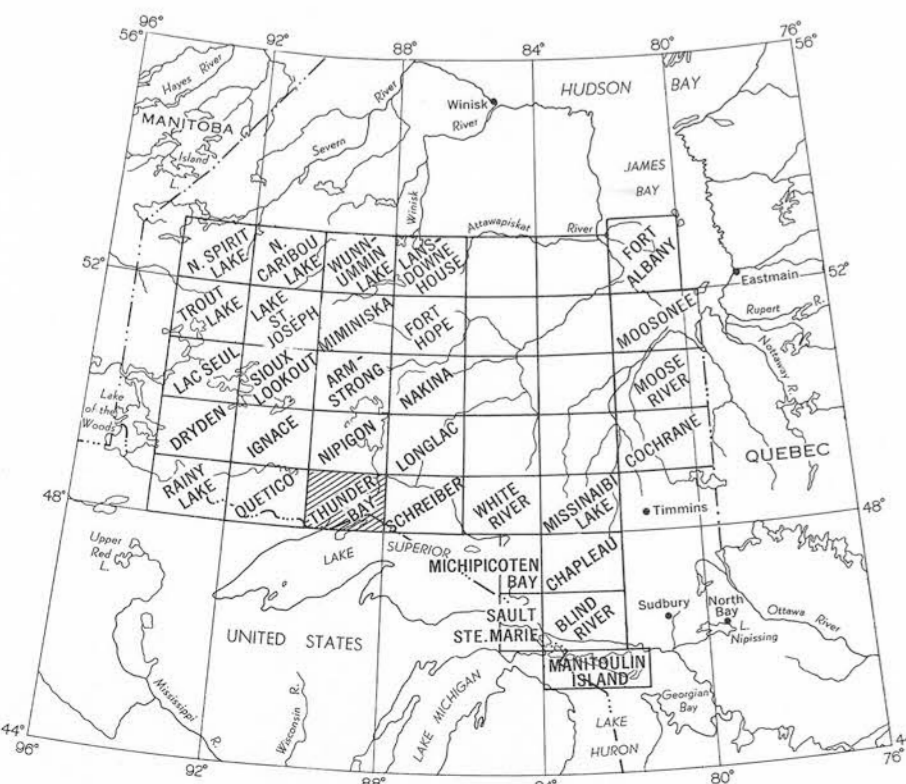 96°
92°
88°
84°
80°
76°
56°
56°
Hayes River
Severn River
Winisk
River
HUDSON BAY
MANITOBA
Island
L.
JAMES
BAY
Winisk
Attawapiskat River
N. SPIRIT
LAKE
N.
CARIBOU
LAKE
WUNN-
UMMIN
LAKE
LANS-
DOWNE
HOUSE
FORT
ALBANY
52°
52°
Eastmain
TROUT
LAKE
LAKE
ST.
JOSEPH
MIMINISKA
FORT
HOPE
MOOSONEE
Rupert R.
Nottaway R.
LAC SEUL
SIOUX
LOOKOUT
ARM-
STRONG
NAKINA
MOOSE
RIVER
Lake
of the
Woods
DRYDEN
IGNACE
NIPIGON
LONGLAC
COCHRANE
QUEBEC
RAINY
LAKE
QUETICO
THUNDER
BAY
SCHREIBER
WHITE
RIVER
MISSINAIBI
LAKE
Timmins
48°
48°
Upper
Red
L.
LAKE SUPERIOR
MICHIPICOTEN
BAY
CHAPLEAU
SAULT
STE. MARIE
BLIND
RIVER
Sudbury
North
Bay
L.
Nipissing
Ottawa
River
UNITED STATES
MANITOULIN
ISLAND
Georgian
Bay
Mississippi
R.
Wisconsin R.
LAKE MICHIGAN
LAKE
HURON
44°
96°
92°
88°
84°
80°
76°
44